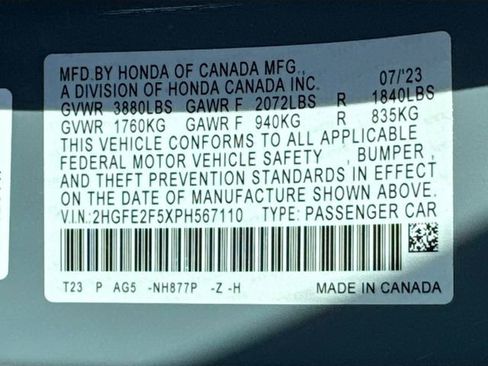 MFD.BY HONDA OF CANADA MFG.,
A DIVISION OF HONDA CANADA INC. 07/'23
GVWR 3880LBS GAWR F 2072LBS R 1840LBS
GVWR 1760KG GAWR F 940KG R 835KG
THIS VEHICLE CONFORMS TO ALL APPLICABLE
FEDERAL MOTOR VEHICLE SAFETY , BUMPER ,
AND THEFT PREVENTION STANDARDS IN EFFECT
ON THE DATE OF MANUFACTURE SHOWN ABOVE.
V.I.N.: 2HGFE2F5XPH567110 TYPE: PASSENGER CAR
T23 P AG5 -NH877P -Z -H MADE IN CANADA